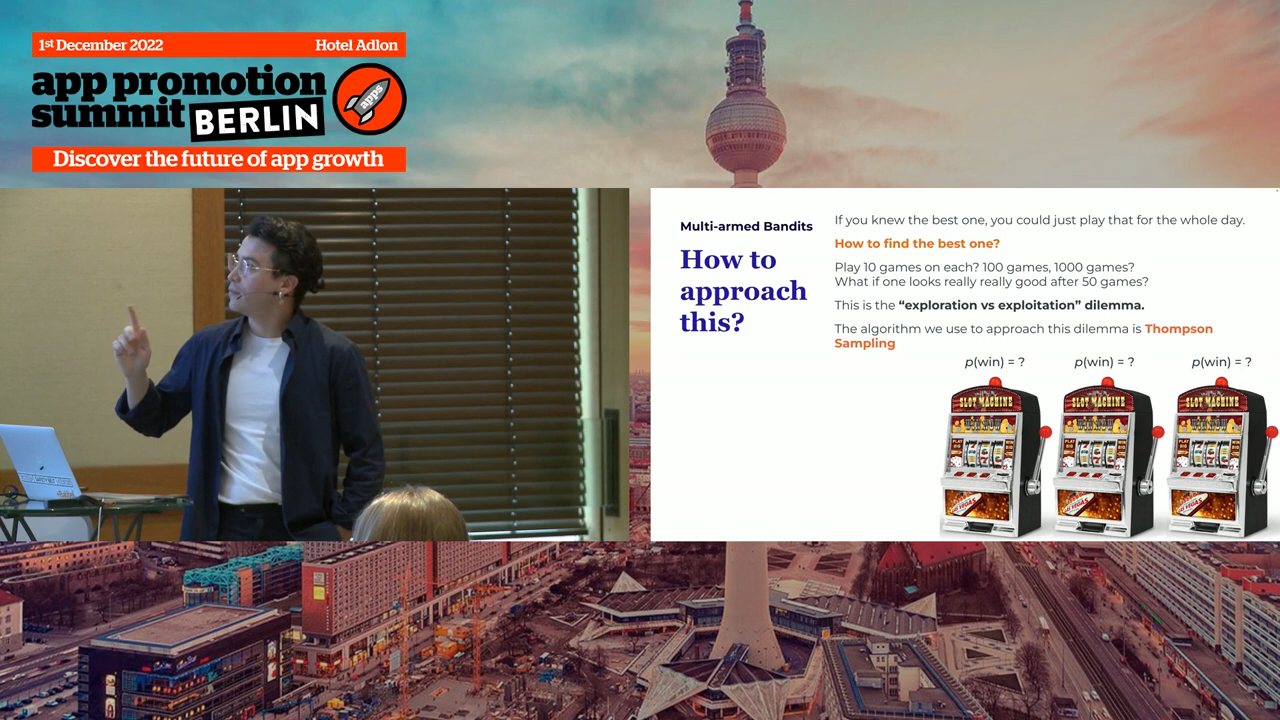 1st December 2022 Hotel Adlon
app promotion
summit BERLIN
apps
Discover the future of app growth
Multi-armed Bandits
How to
approach
this?
If you knew the best one, you could just play that for the whole day.
How to find the best one?
Play 10 games on each? 100 games, 1000 games?
What if one looks really really good after 50 games?
This is the “exploration vs exploitation” dilemma.
The algorithm we use to approach this dilemma is Thompson
Sampling
p(win) = ?
p(win) = ?
p(win) = ?
SLOT MACHINE
SLOT MACHINE
SLOT MACHINE